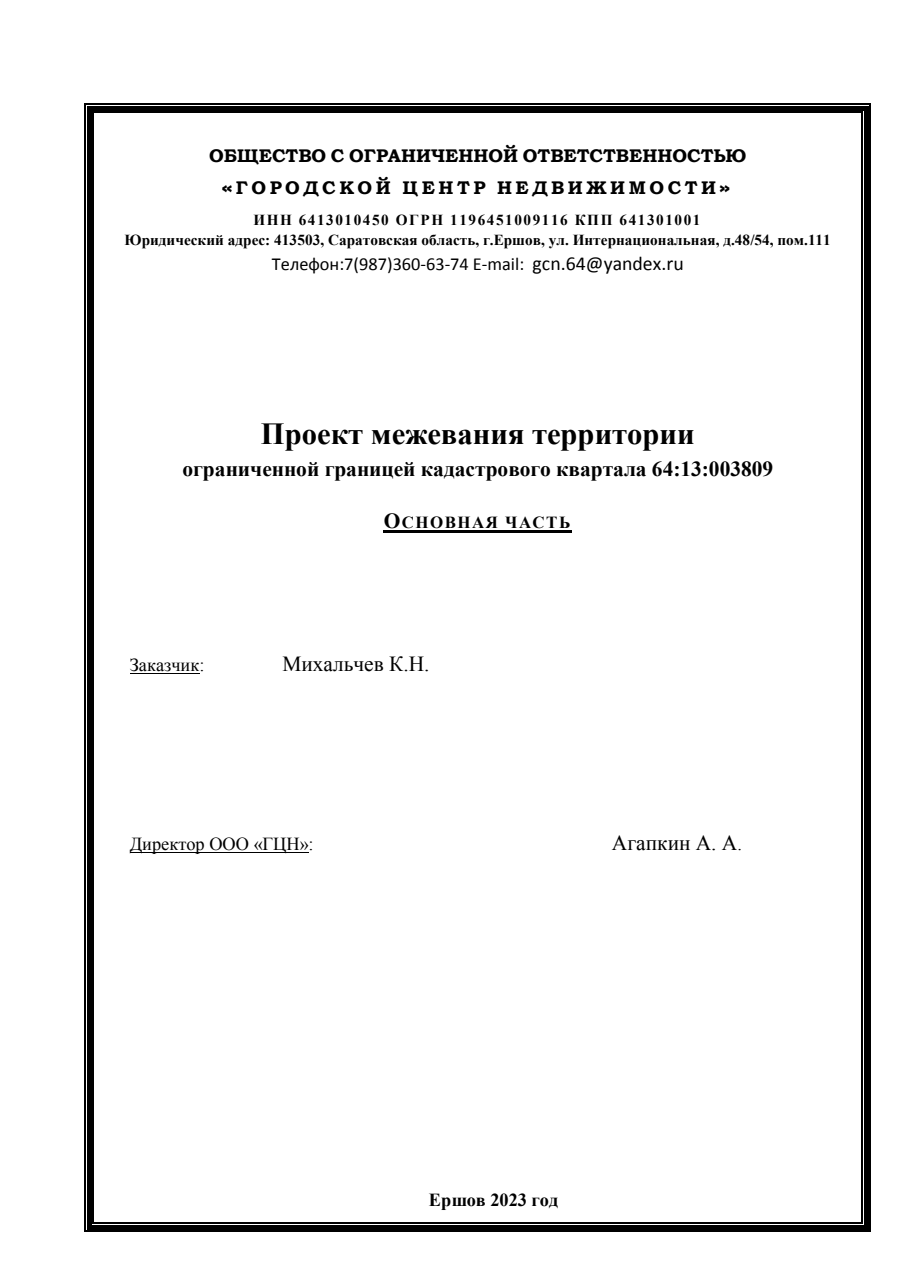 ОБЩЕСТВО С ОГРАНИЧЕННОЙ ОТВЕТСТВЕННОСТЬЮ
«ГОРОДСКОЙ ЦЕНТР НЕДВИЖИМОСТИ»
ИНН 6413010450 ОГРН 1196451009116 КПП 641301001
Юридический адрес: 413503, Саратовская область, г.Ершов, ул. Интернациональная, д.48/54, пом.111
Телефон:7(987)360-63-74 E-mail: gcn.64@yandex.ru
Проект межевания территории
ограниченной границей кадастрового квартала 64:13:003809
ОСНОВНАЯ ЧАСТЬ
Заказчик: Михальчев К.Н.
Директор ООО «ГЦН»: Агапкин А. А.
Ершов 2023 год